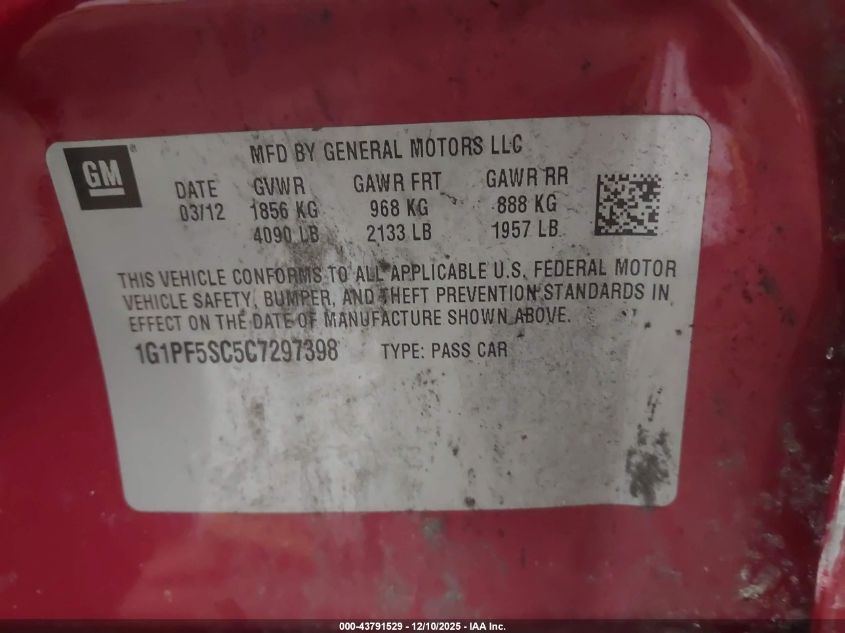 GM
MFD BY GENERAL MOTORS LLC
DATE GVWR GAWR FRT GAWR RR
03/12 1856 KG 968 KG 888 KG
4090 LB 2133 LB 1957 LB
THIS VEHICLE CONFORMS TO ALL APPLICABLE U.S. FEDERAL MOTOR
VEHICLE SAFETY, BUMPER, AND THEFT PREVENTION STANDARDS IN
EFFECT ON THE DATE OF MANUFACTURE SHOWN ABOVE.
1G1PF5SC5C7297398 TYPE: PASS CAR
000-43791529 - 12/10/2025 - IAA Inc.